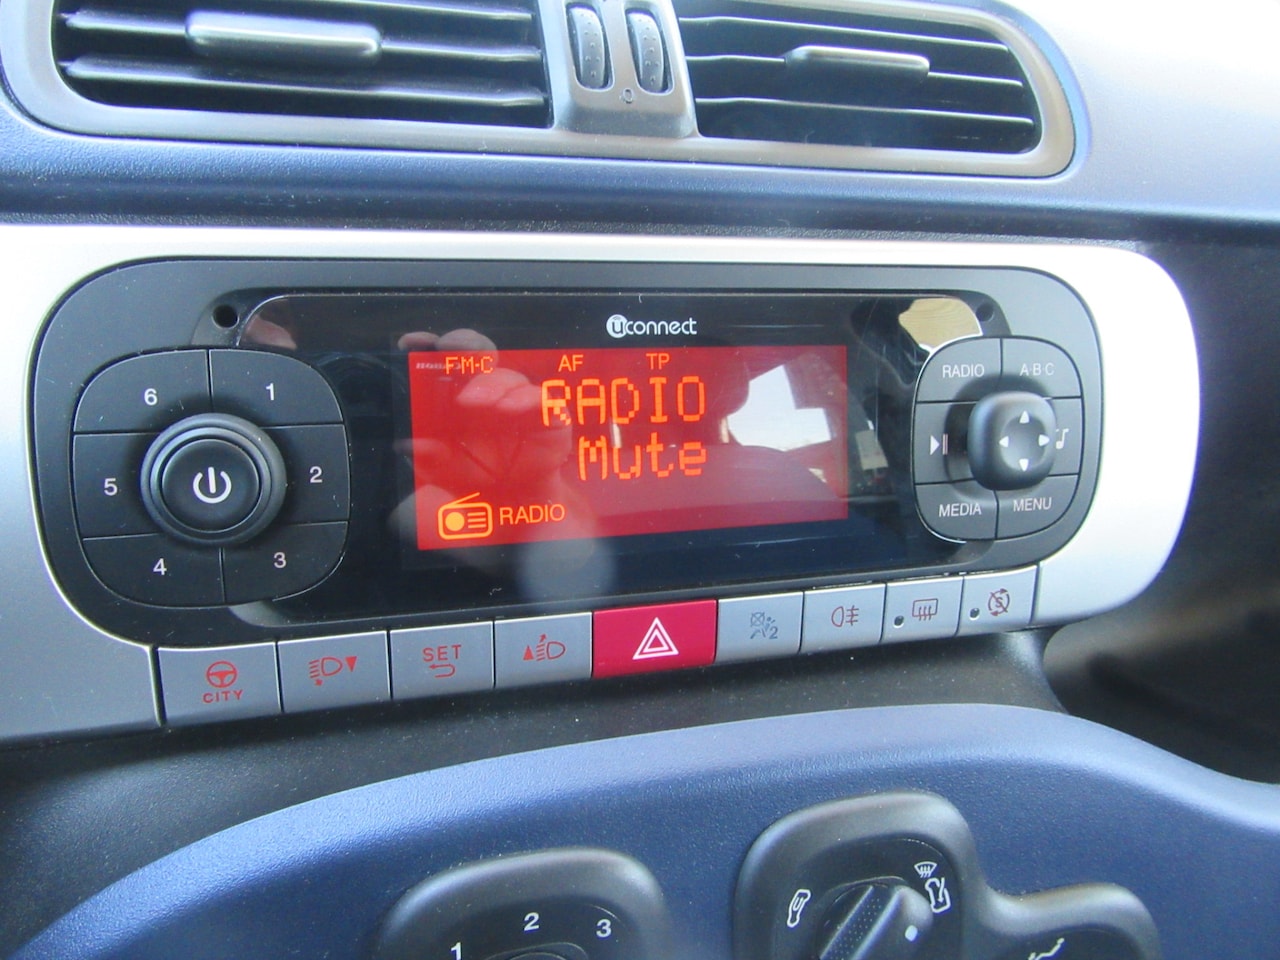 uconnect
FM-C AF TP
RADIO
Mute
RADIO
6 1
5 2
4 3
RADIO A·B·C
MEDIA MENU
CITY
SET
2
1 2 3